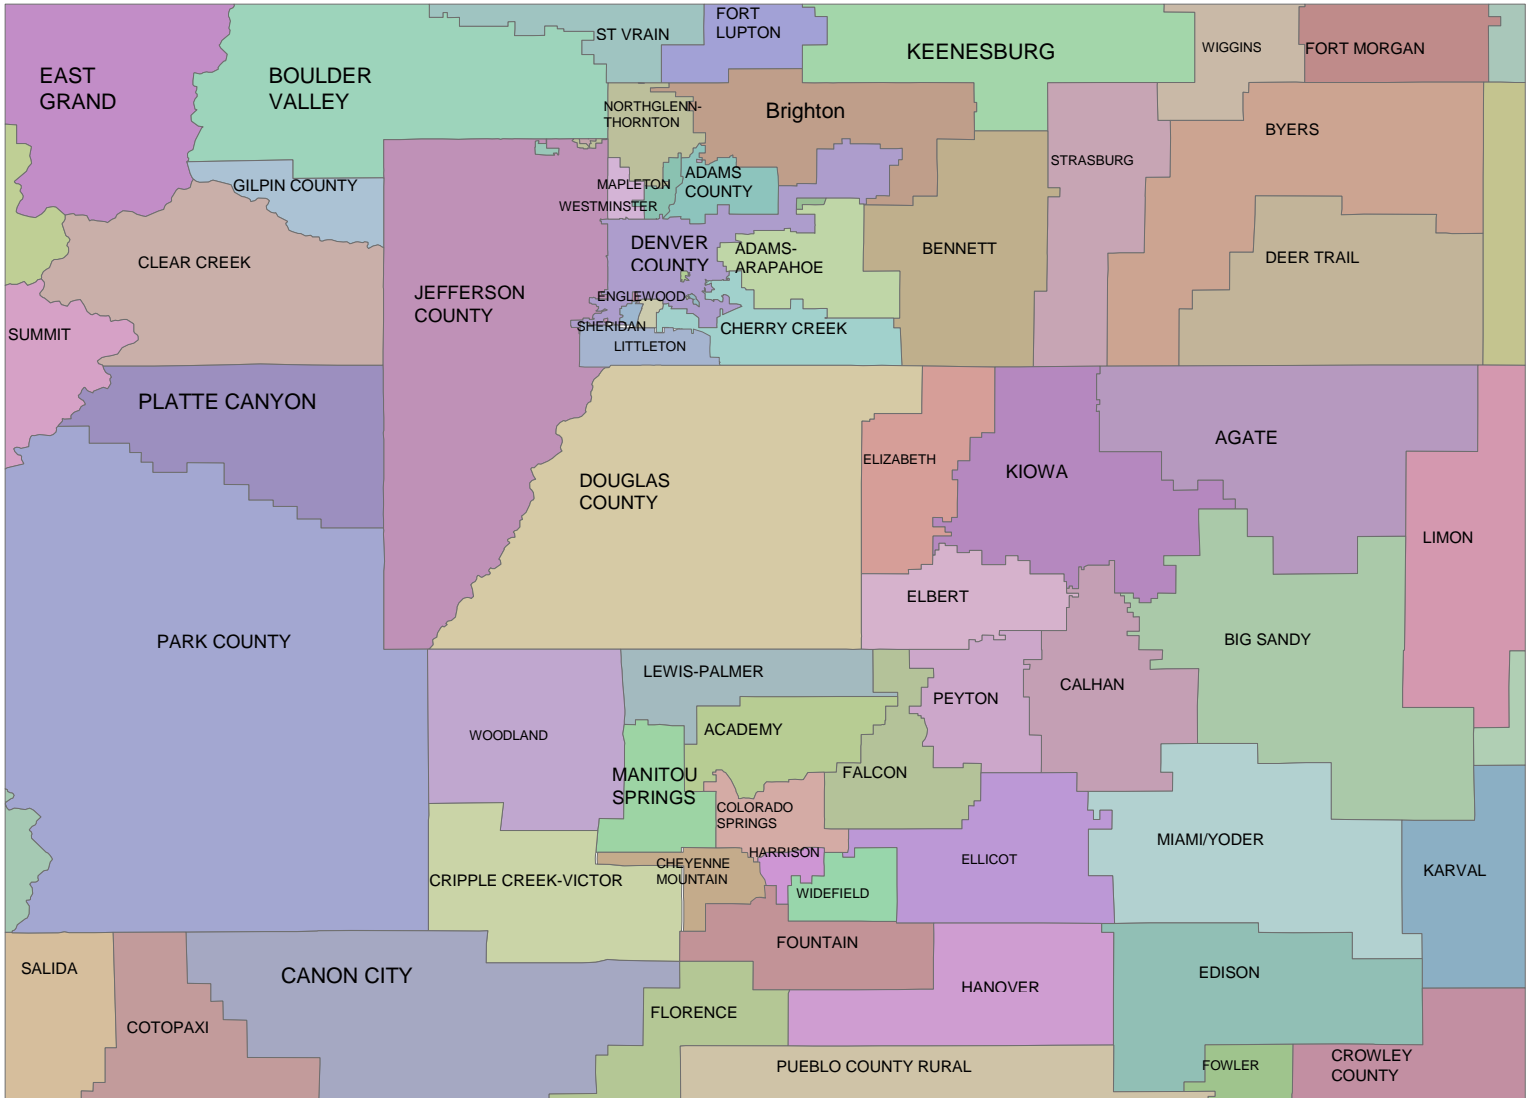 FORT
LUPTON
ST VRAIN
KEENESBURG
WIGGINS
FORT MORGAN
EAST
GRAND
BOULDER
VALLEY
NORTHGLENN-
THORNTON
Brighton
BYERS
STRASBURG
GILPIN COUNTY
MAPLETON
ADAMS
COUNTY
WESTMINSTER
CLEAR CREEK
DENVER
COUNTY
ADAMS-
ARAPAHOE
BENNETT
DEER TRAIL
JEFFERSON
COUNTY
ENGLEWOOD
SUMMIT
SHERIDAN
CHERRY CREEK
LITTLETON
PLATTE CANYON
AGATE
ELIZABETH
KIOWA
DOUGLAS
COUNTY
LIMON
ELBERT
PARK COUNTY
BIG SANDY
LEWIS-PALMER
CALHAN
PEYTON
WOODLAND
ACADEMY
MANITOU
SPRINGS
FALCON
COLORADO
SPRINGS
MIAMI/YODER
HARRISON
ELLICOT
CHEYENNE
MOUNTAIN
KARVAL
CRIPPLE CREEK-VICTOR
WIDEFIELD
FOUNTAIN
SALIDA
CANON CITY
EDISON
HANOVER
COTOPAXI
FLORENCE
PUEBLO COUNTY RURAL
FOWLER
CROWLEY
COUNTY